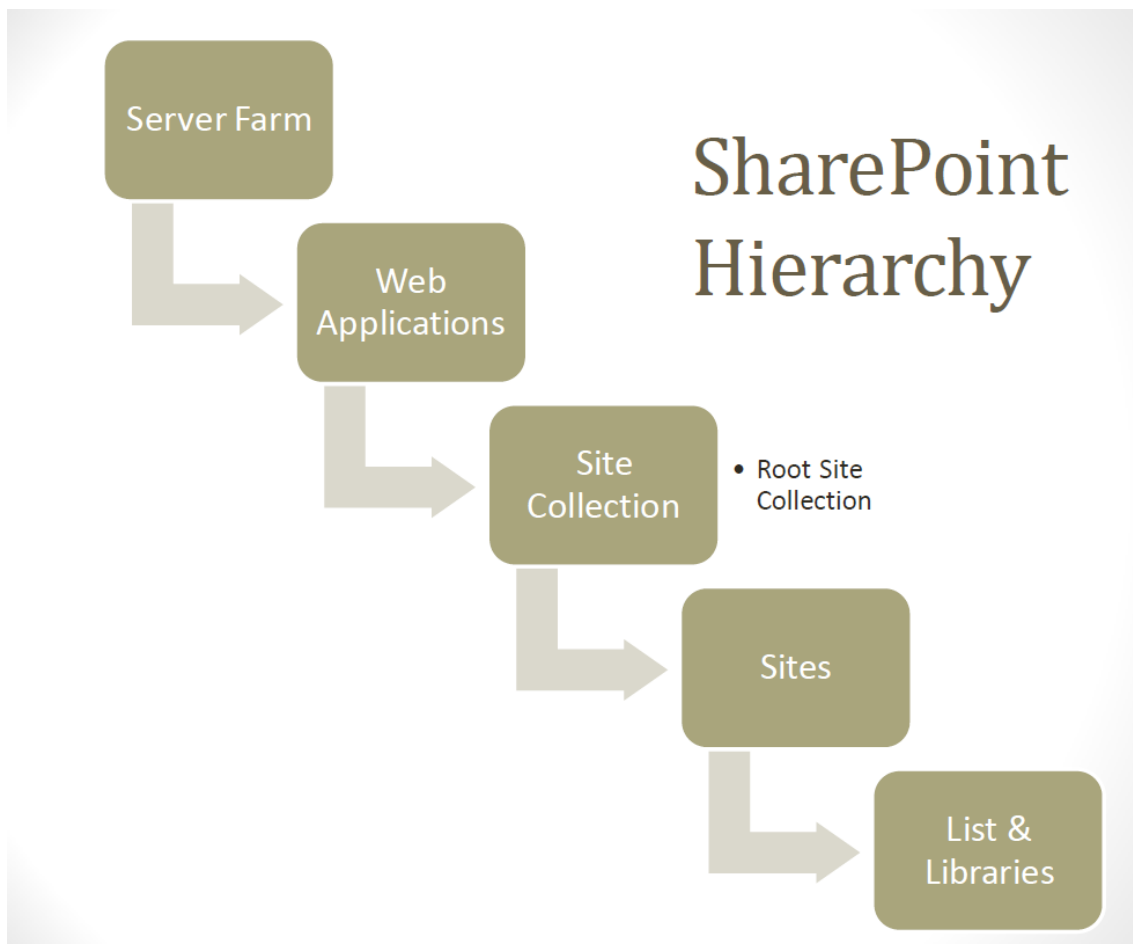 Server Farm
SharePoint
Hierarchy
Web
Applications
Site
Collection
• Root Site
Collection
Sites
List &
Libraries